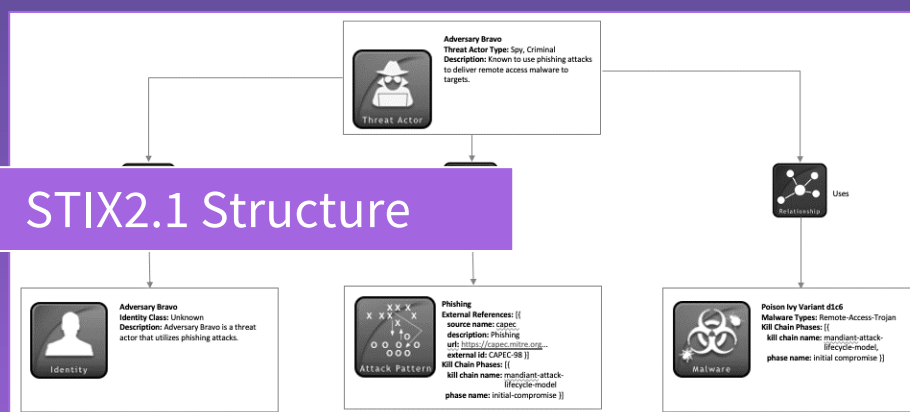 Adversary Bravo
Threat Actor Type: Spy, Criminal
Description: Known to use phishing attacks
to deliver remote access malware to
targets.
Threat Actor
STIX2.1 Structure
Relationship
Uses
Adversary Bravo
Identity Class: Unknown
Description: Adversary Bravo is a threat
actor that utilizes phishing attacks.
Identity
Phishing
External References: [{
source name: capec
description: Phishing
url: https://capec.mitre.org...
external id: CAPEC-98 }]
Kill Chain Phases: [{
kill chain name: mandiant-attack-
lifecycle-model
phase name: initial-compromise }]
X X X
X X X
X
O
O O O O
O O O
Attack Pattern
Poison Ivy Variant d1c6
Malware Types: Remote-Access-Trojan
Kill Chain Phases: [{
kill chain name: mandiant-attack-
lifecycle-model,
phase name: initial compromise }]
Malware